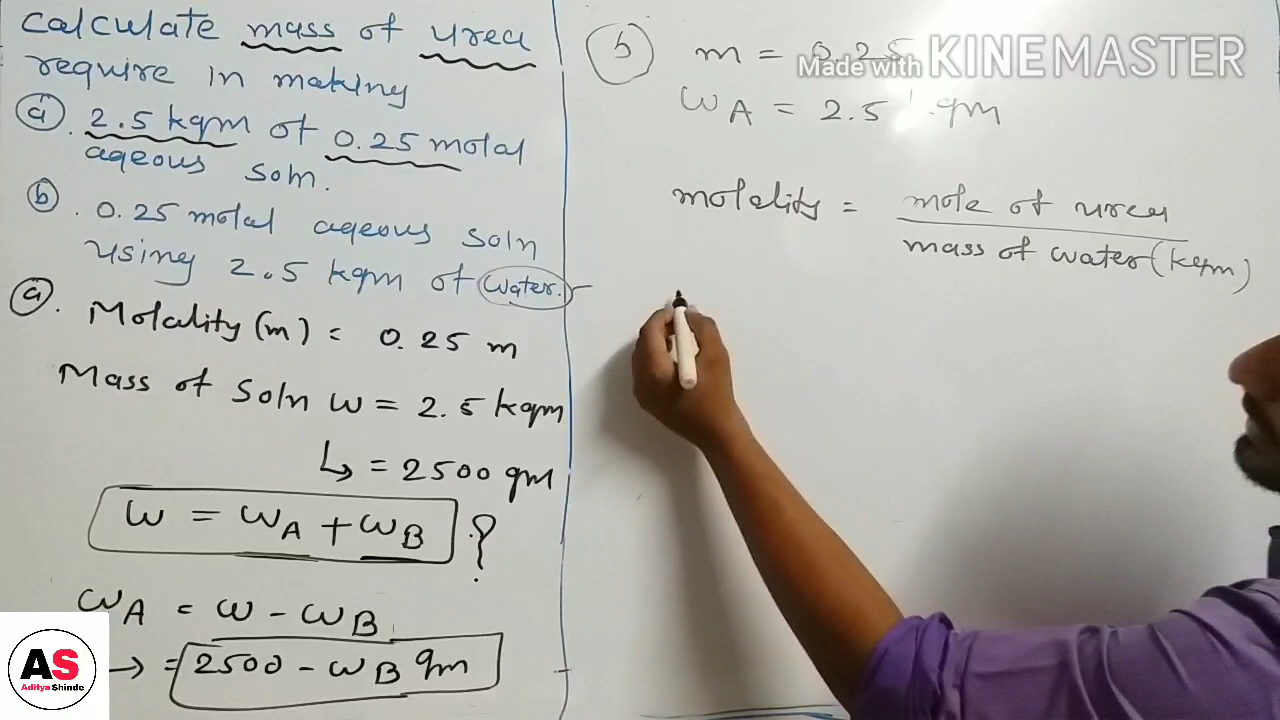 Calculate mass of urea
require in making
(a). 2.5 kgm of 0.25 molal
aqeous soln.
(b). 0.25 molal aqeous soln
using 2.5 kgm of water.
(a). Molality (m) = 0.25 m
Mass of Soln W = 2.5 kgm
↳ = 2500 gm
W = WA + WB ?
WA = W - WB
→ = 2500 - WB gm
AS
Aditya Shinde
(b) m = 0.25
Made with KINEMASTER
WA = 2.5 gm
molality = mole of urea
mass of water (kgm)